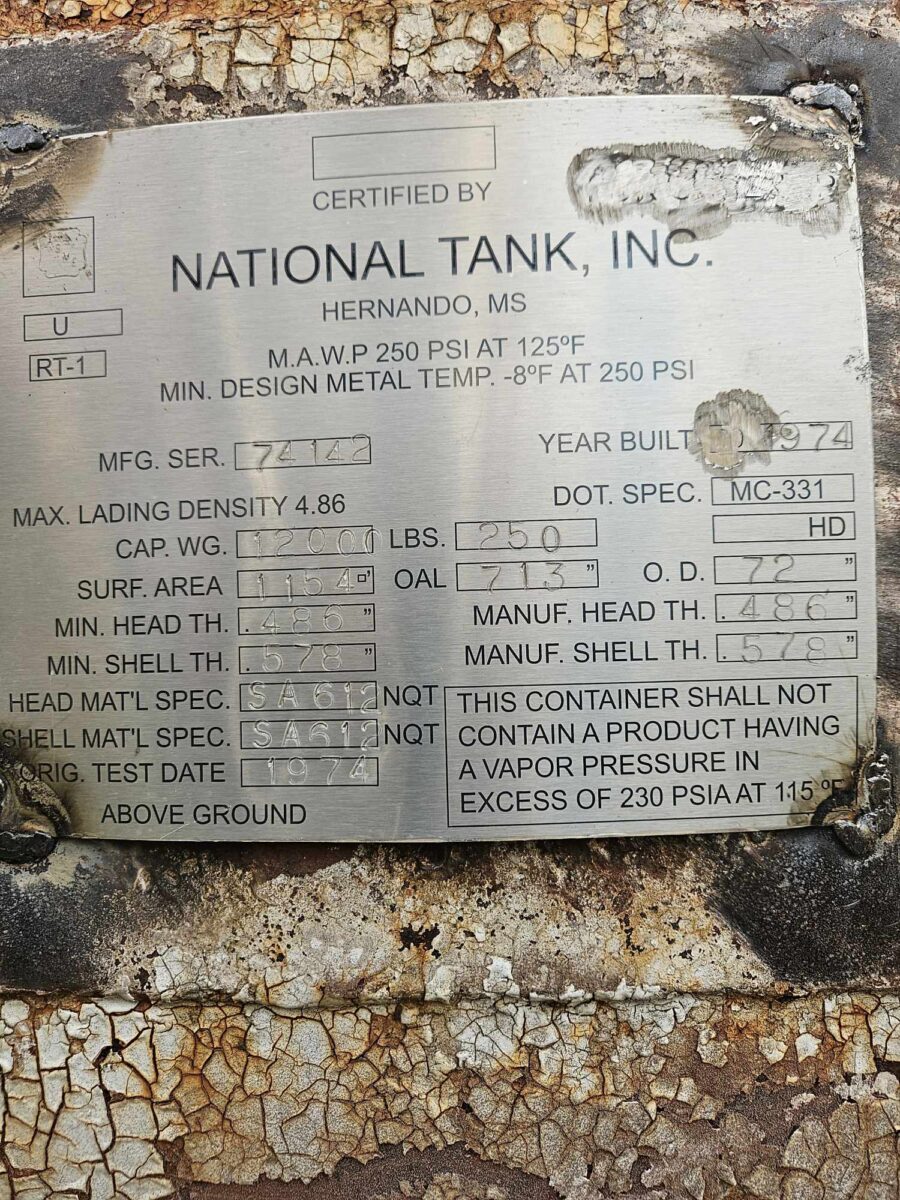 CERTIFIED BY
NATIONAL TANK, INC.
HERNANDO, MS
U
RT-1
M.A.W.P 250 PSI AT 125ºF
MIN. DESIGN METAL TEMP. -8ºF AT 250 PSI
MFG. SER. 74142
YEAR BUILT 1974
MAX. LADING DENSITY 4.86
DOT. SPEC. MC-331
CAP. WG. 12000 LBS. 250 HD
SURF. AREA 1154 ▫' OAL 713" O. D. 72"
MIN. HEAD TH. .486" MANUF. HEAD TH. .486"
MIN. SHELL TH. .578" MANUF. SHELL TH. .578"
HEAD MAT'L SPEC. SA612 NQT
SHELL MAT'L SPEC. SA612 NQT
ORIG. TEST DATE 1974
ABOVE GROUND
THIS CONTAINER SHALL NOT
CONTAIN A PRODUCT HAVING
A VAPOR PRESSURE IN
EXCESS OF 230 PSIA AT 115 ºF